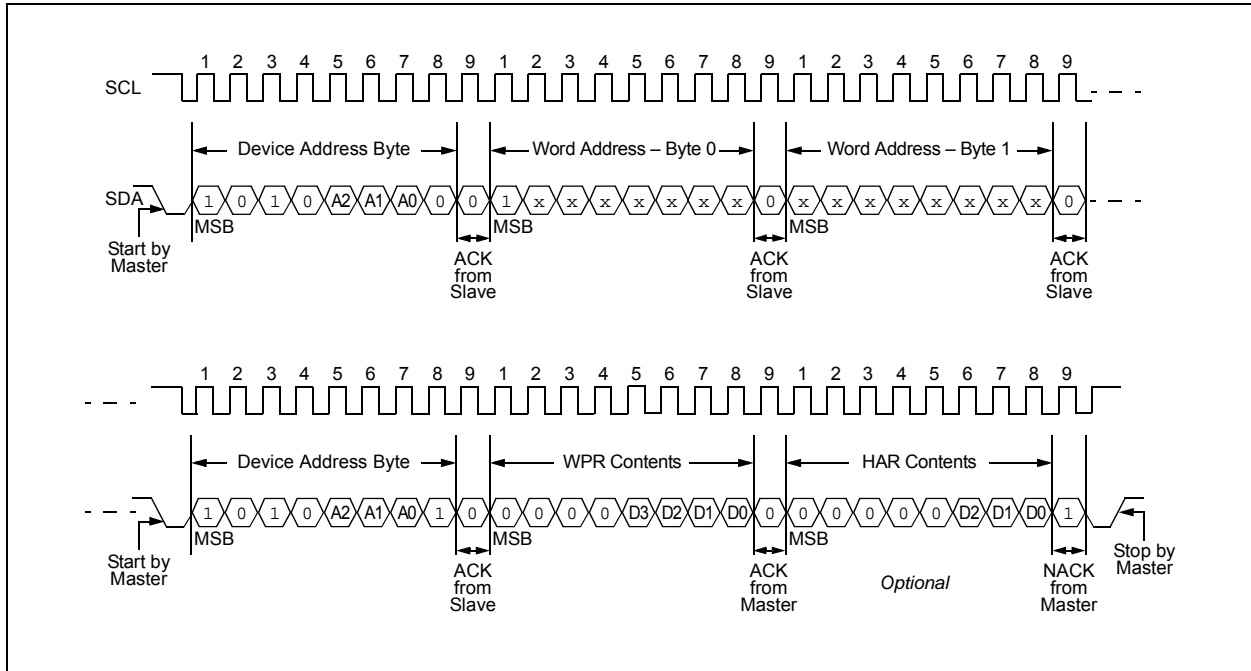 1 2 3 4 5 6 7 8 9 1 2 3 4 5 6 7 8 9 1 2 3 4 5 6 7 8 9
SCL
Device Address Byte Word Address – Byte 0 Word Address – Byte 1
SDA 1 0 1 0 A2 A1 A0 0 0 1 x x x x x x x 0 x x x x x x x x 0
MSB MSB MSB
Start by
Master
ACK
from
Slave
ACK
from
Slave
ACK
from
Slave
1 2 3 4 5 6 7 8 9 1 2 3 4 5 6 7 8 9 1 2 3 4 5 6 7 8 9
Device Address Byte WPR Contents HAR Contents
1 0 1 0 A2 A1 A0 1 0 0 0 0 0 D3 D2 D1 D0 0 0 0 0 0 0 D2 D1 D0 1
MSB MSB MSB
Start by
Master
ACK
from
Slave
ACK
from
Master
Optional
NACK
from
Master
Stop by
Master